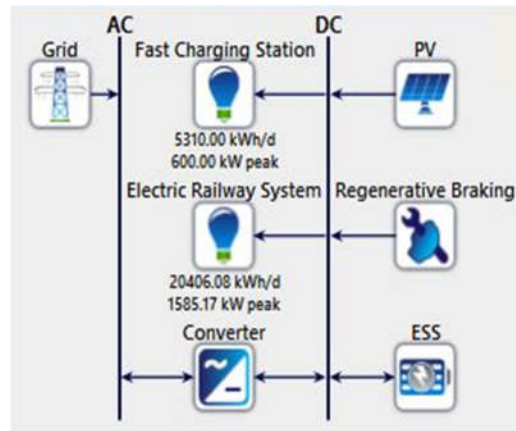 AC
DC
Grid
Fast Charging Station
PV
5310.00 kWh/d
600.00 kW peak
Electric Railway System
Regenerative Braking
20406.08 kWh/d
1585.17 kW peak
Converter
ESS